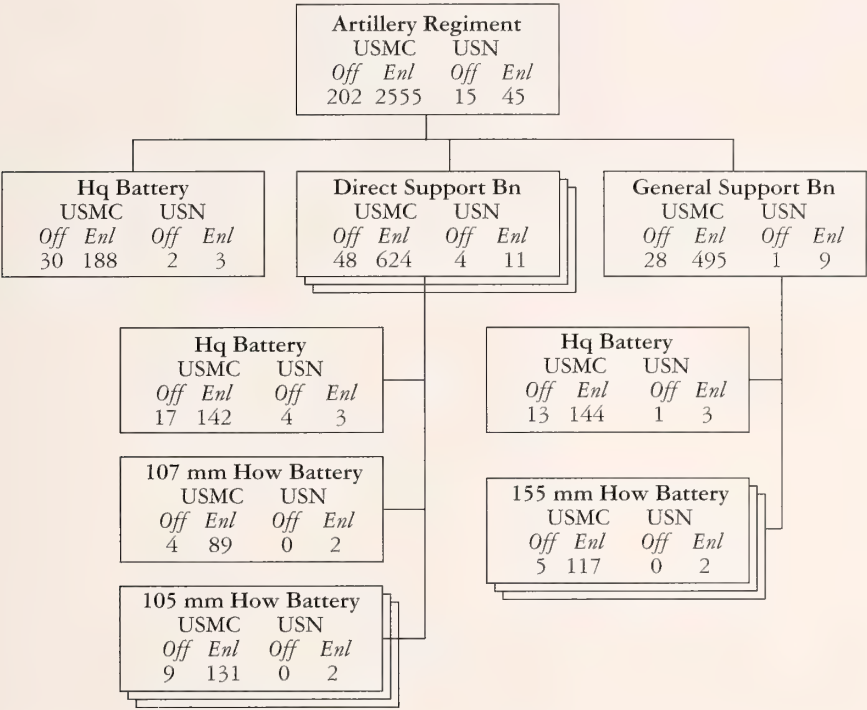 Artillery Regiment
USMC USN
Off Enl Off Enl
202 2555 15 45
Hq Battery
USMC USN
Off Enl Off Enl
30 188 2 3
Direct Support Bn
USMC USN
Off Enl Off Enl
48 624 4 11
General Support Bn
USMC USN
Off Enl Off Enl
28 495 1 9
Hq Battery
USMC USN
Off Enl Off Enl
17 142 4 3
107 mm How Battery
USMC USN
Off Enl Off Enl
4 89 0 2
105 mm How Battery
USMC USN
Off Enl Off Enl
9 131 0 2
Hq Battery
USMC USN
Off Enl Off Enl
13 144 1 3
155 mm How Battery
USMC USN
Off Enl Off Enl
5 117 0 2